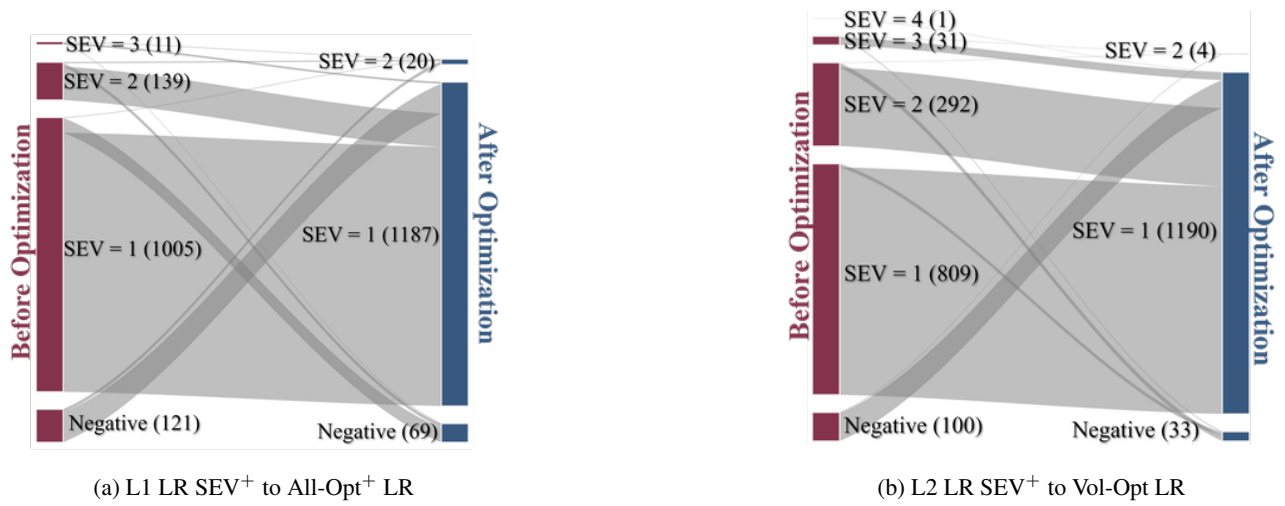 Before Optimization
SEV = 3 (11)
SEV = 2 (139)
SEV = 1 (1005)
Negative (121)
SEV = 2 (20)
SEV = 1 (1187)
Negative (69)
After Optimization
(a) L1 LR SEV⁺ to All-Opt⁺ LR
Before Optimization
SEV = 4 (1)
SEV = 3 (31)
SEV = 2 (292)
SEV = 1 (809)
Negative (100)
SEV = 2 (4)
SEV = 1 (1190)
Negative (33)
After Optimization
(b) L2 LR SEV⁺ to Vol-Opt LR